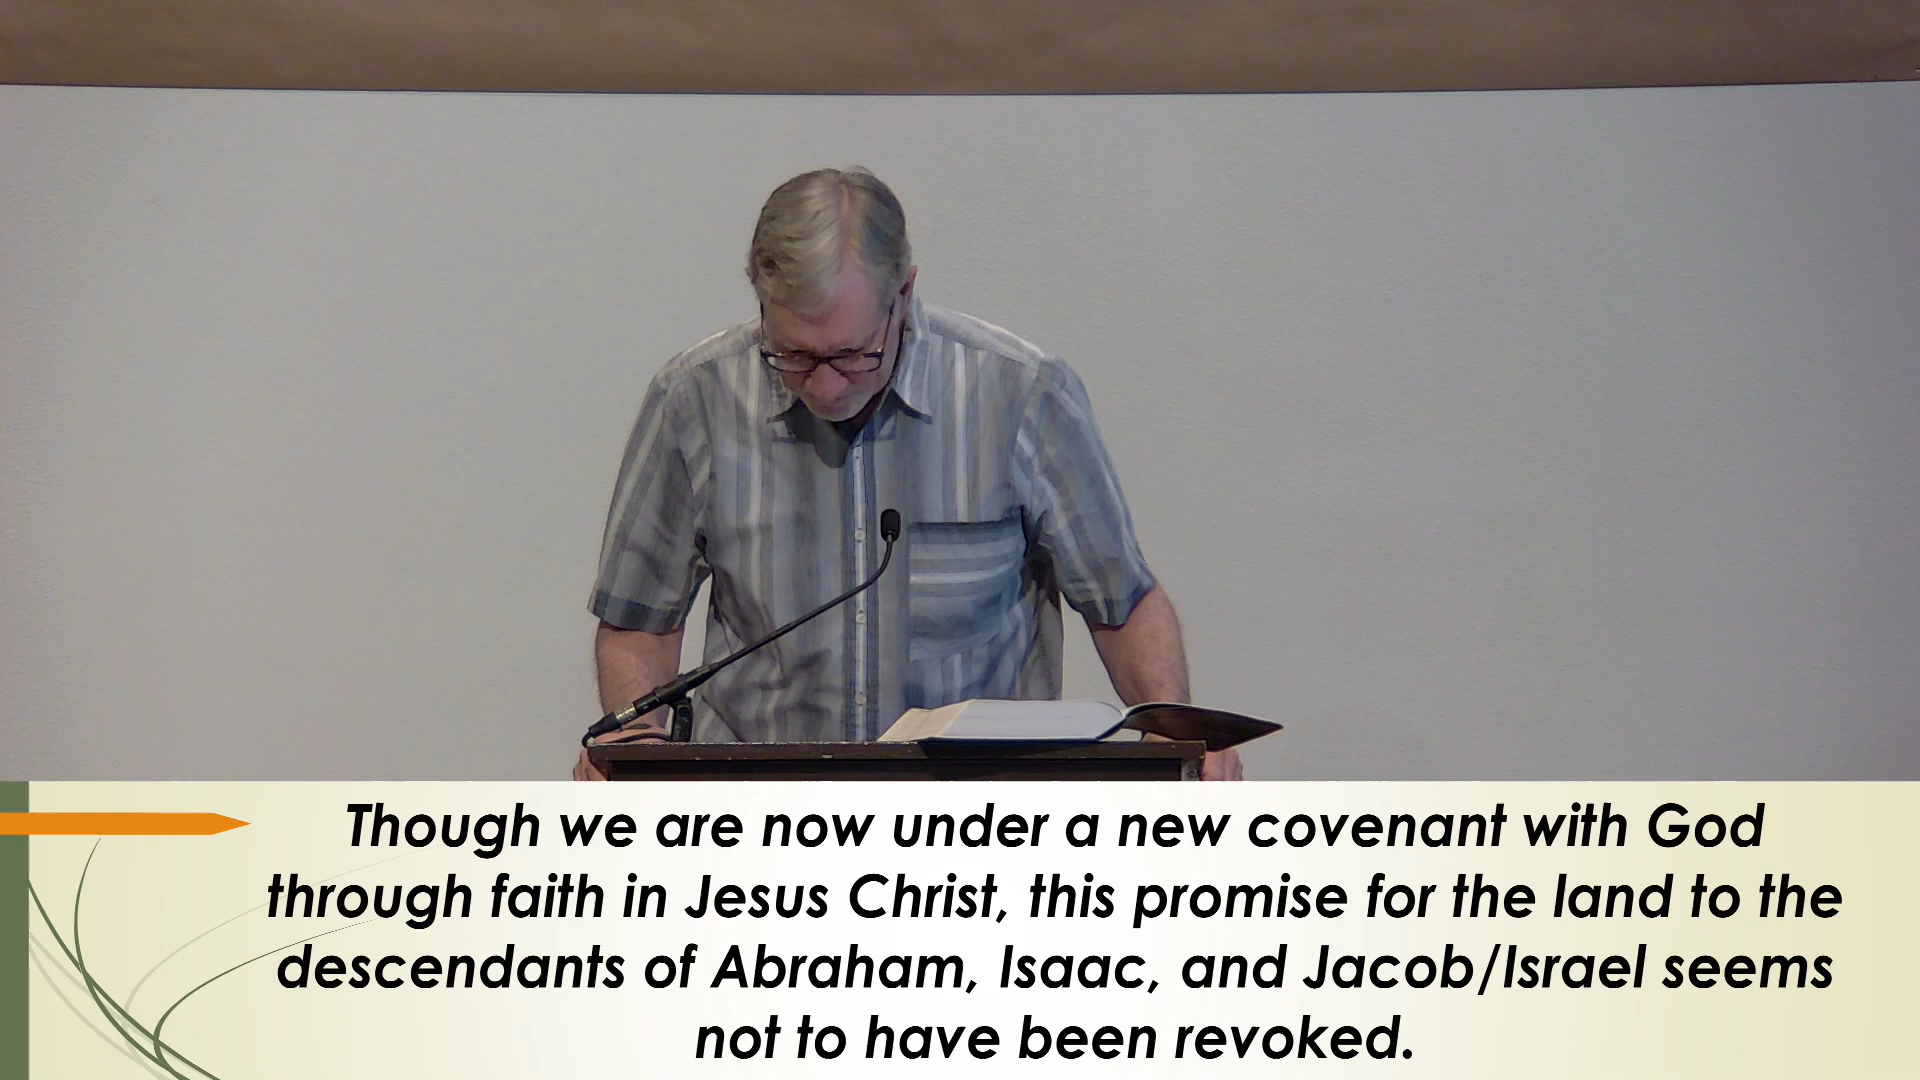 Though we are now under a new covenant with God
through faith in Jesus Christ, this promise for the land to the
descendants of Abraham, Isaac, and Jacob/Israel seems
not to have been revoked.